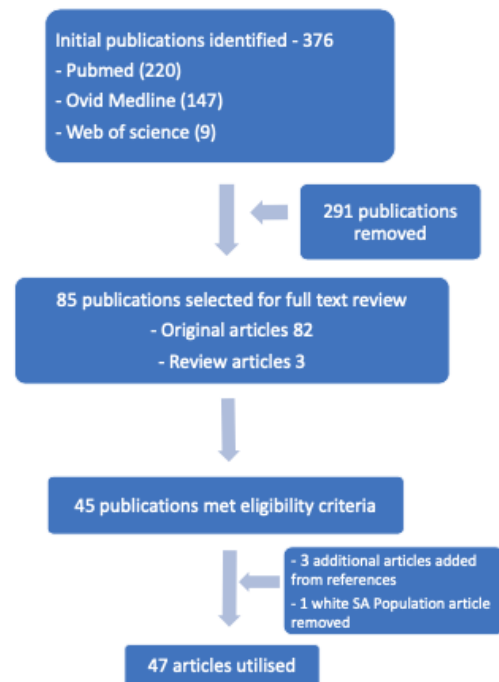 Initial publications identified - 376
- Pubmed (220)
- Ovid Medline (147)
- Web of science (9)
291 publications
removed
85 publications selected for full text review
- Original articles 82
- Review articles 3
45 publications met eligibility criteria
- 3 additional articles added
from references
- 1 white SA Population article
removed
47 articles utilised